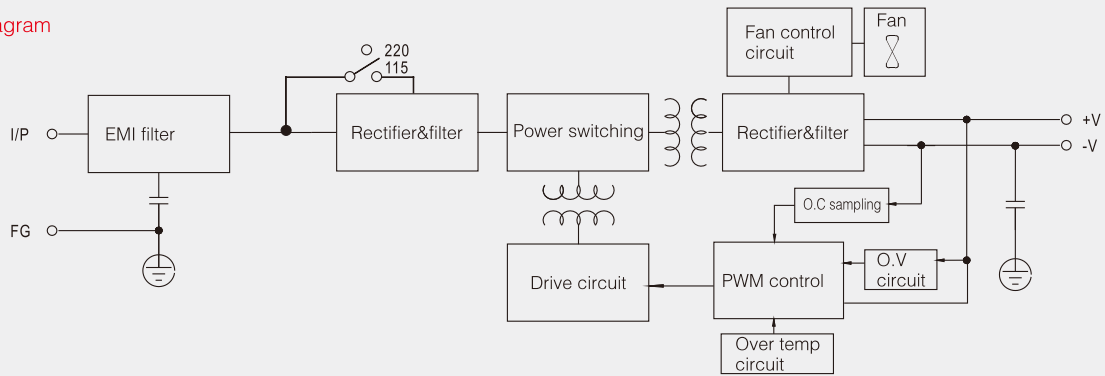 agram
Fan control
circuit
Fan
220
115
I/P
EMI filter
Rectifier&filter
Power switching
Rectifier&filter
+V
-V
O.C sampling
FG
Drive circuit
PWM control
O.V
circuit
Over temp
circuit